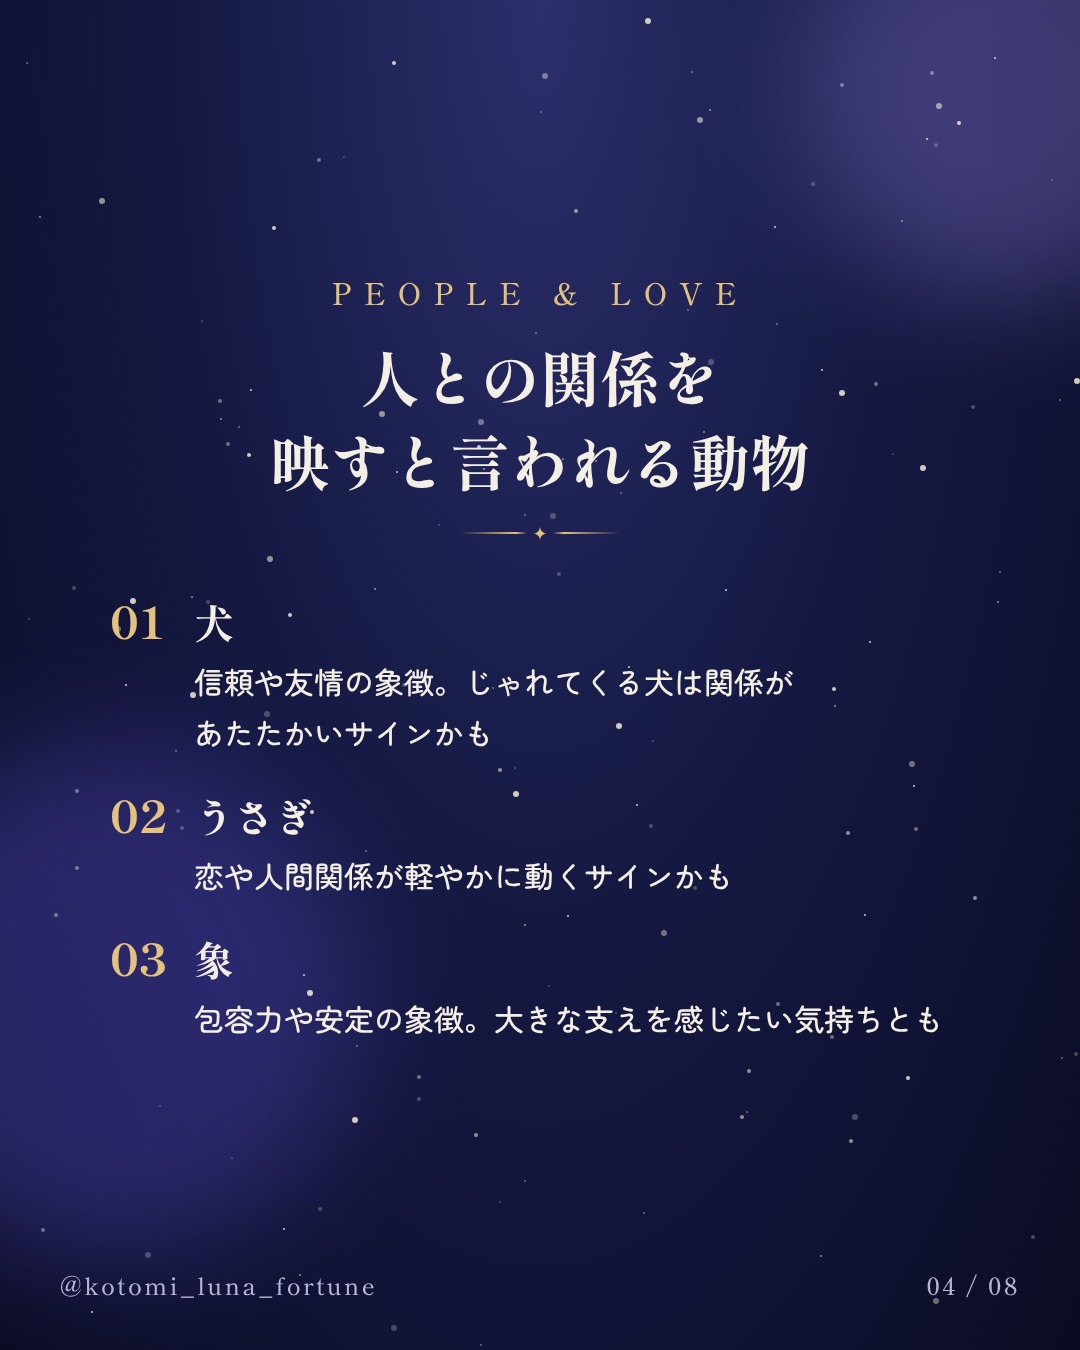 PEOPLE & LOVE
人との関係を
映すと言われる動物
01 犬
信頼や友情の象徴。じゃれてくる犬は関係が
あたたかいサインかも
02 うさぎ
恋や人間関係が軽やかに動くサインかも
03 象
包容力や安定の象徴。大きな支えを感じたい気持ちとも
@kotomi_luna_fortune
04 / 08